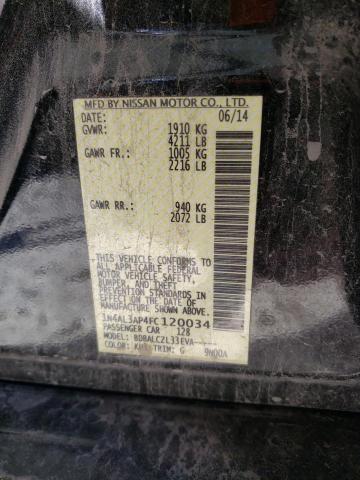 MFD BY NISSAN MOTOR CO., LTD.
DATE: 06/14
GVWR: 1910 KG
4211 LB
GAWR FR: 1005 KG
2216 LB
GAWR RR: 940 KG
2072 LB
THIS VEHICLE CONFORMS TO
ALL APPLICABLE FEDERAL
MOTOR VEHICLE SAFETY,
BUMPER, AND THEFT
PREVENTION STANDARDS
IN EFFECT ON THE DATE OF
MANUFACTURE SHOWN ABOVE.
1N4AL3AP4FC120034
PASSENGER CAR 128
MODEL: BDBALC2L33EVA-----
COLOR: TRIM: G 9N00A